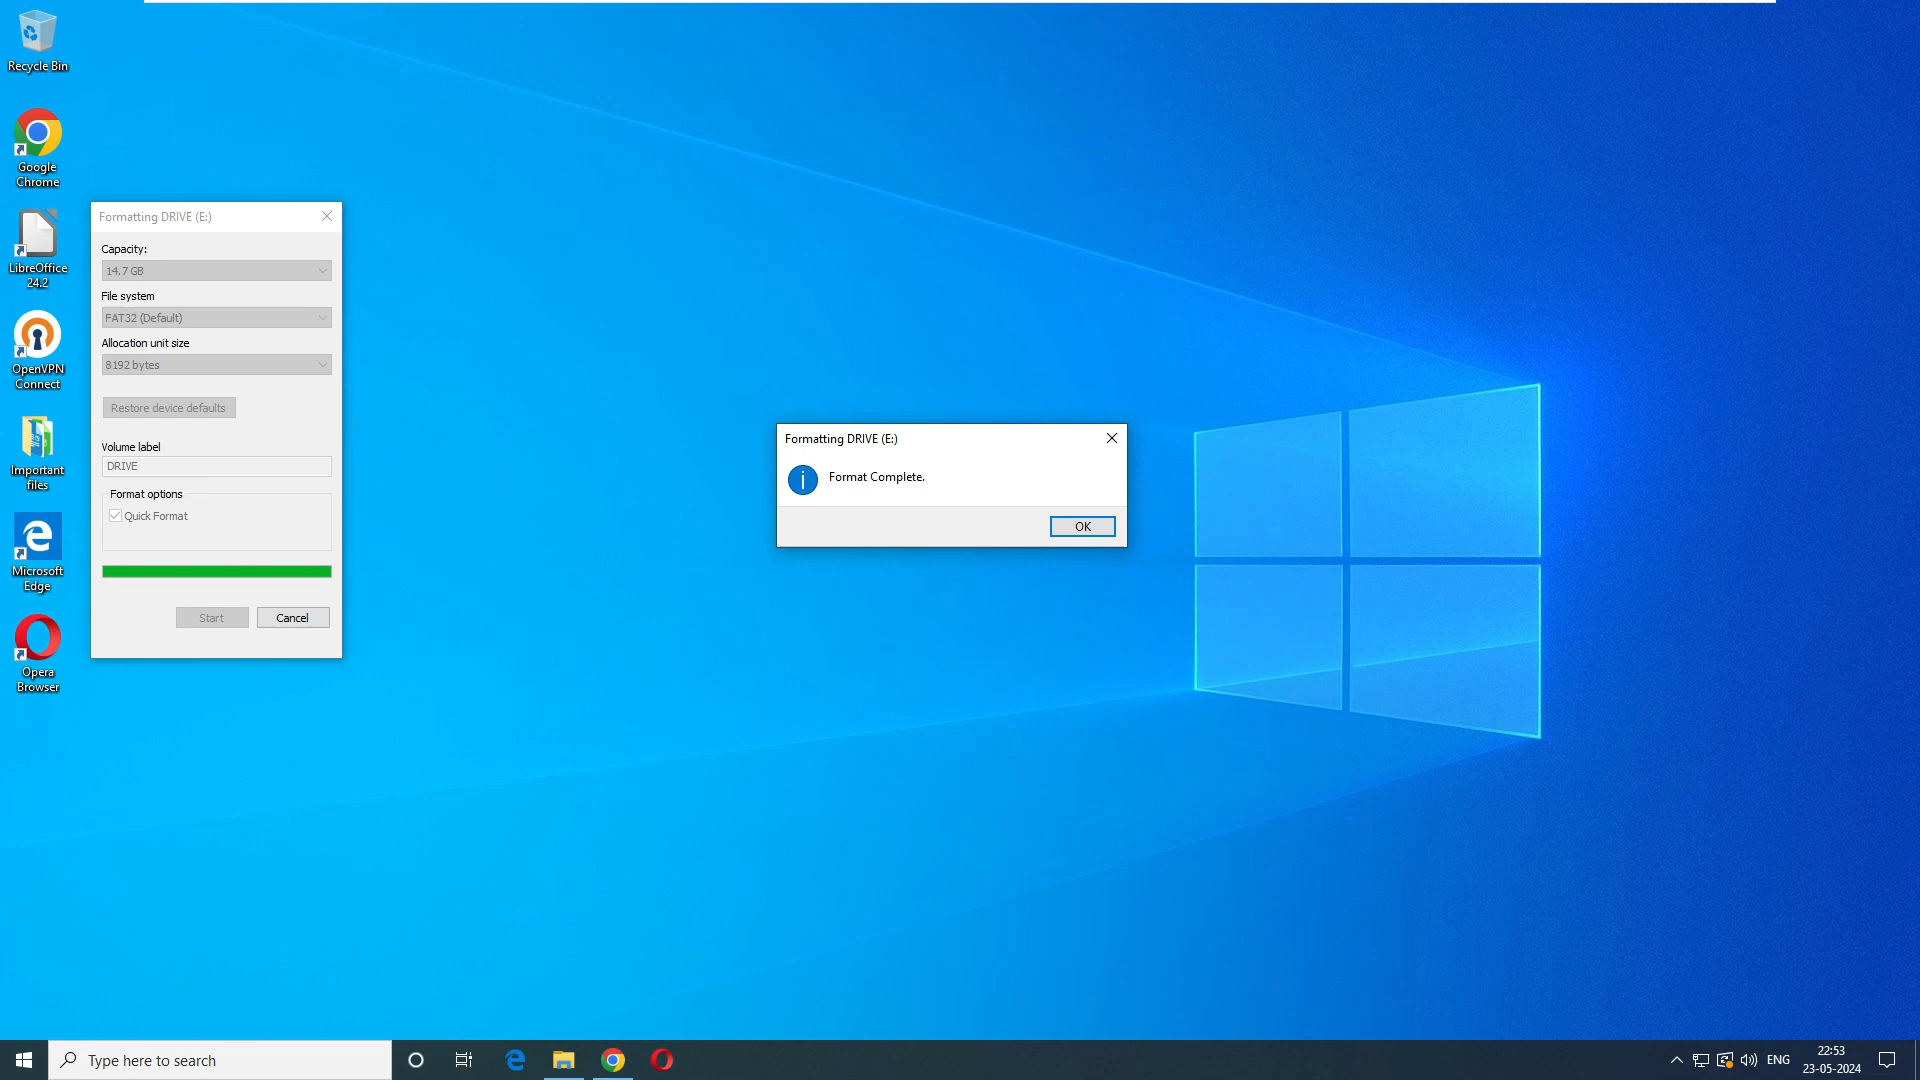 Recycle Bin
Google
Chrome
LibreOffice
24.2
OpenVPN
Connect
Important
files
Microsoft
Edge
Opera
Browser
Formatting DRIVE (E:)
Capacity:
14.7 GB
File system
FAT32 (Default)
Allocation unit size
8192 bytes
Restore device defaults
Volume label
DRIVE
Format options
Quick Format
Start
Cancel
Formatting DRIVE (E:)
Format Complete.
OK
Type here to search
ENG
22:53
23-05-2024